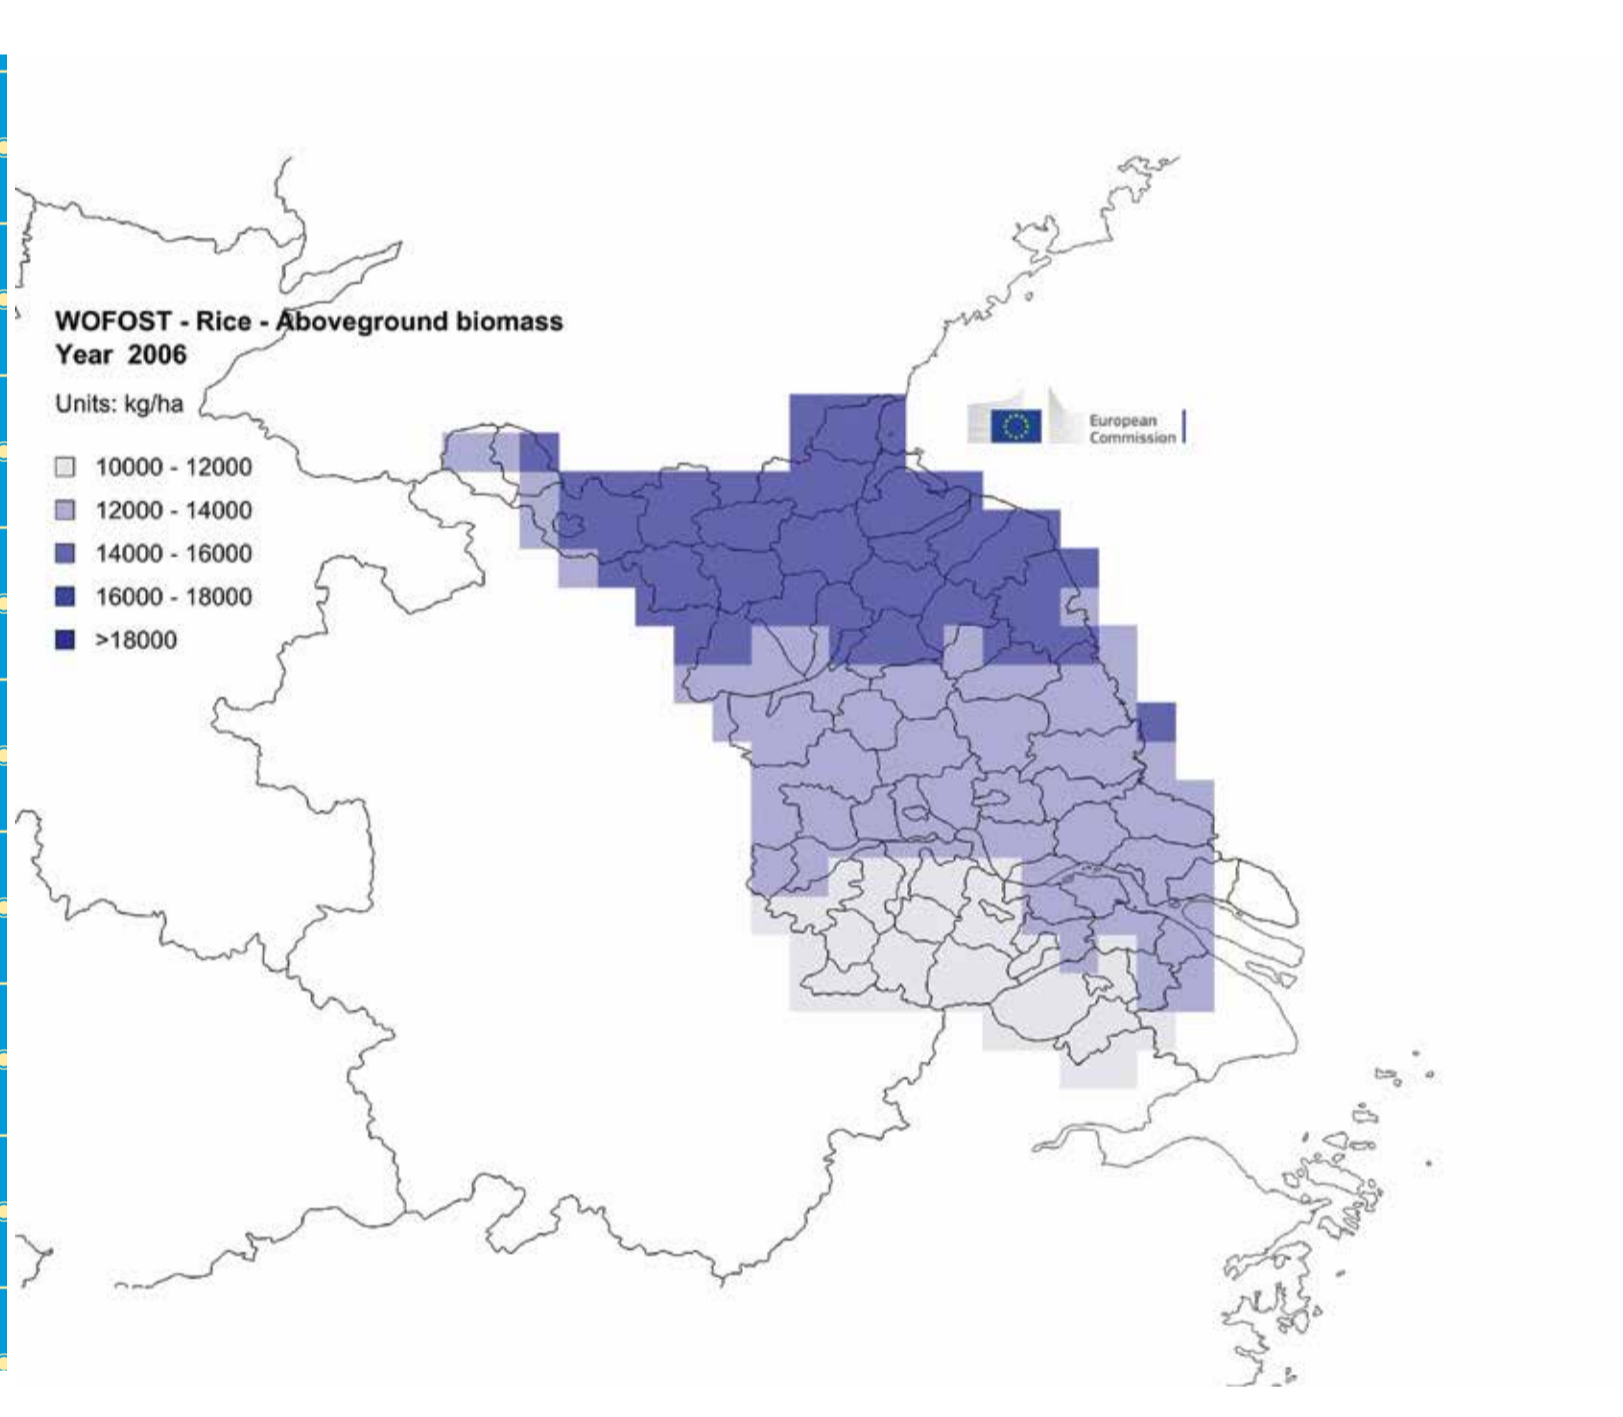 WOFOST - Rice - Aboveground biomass
Year 2006
Units: kg/ha
10000 - 12000
12000 - 14000
14000 - 16000
16000 - 18000
>18000
European
Commission